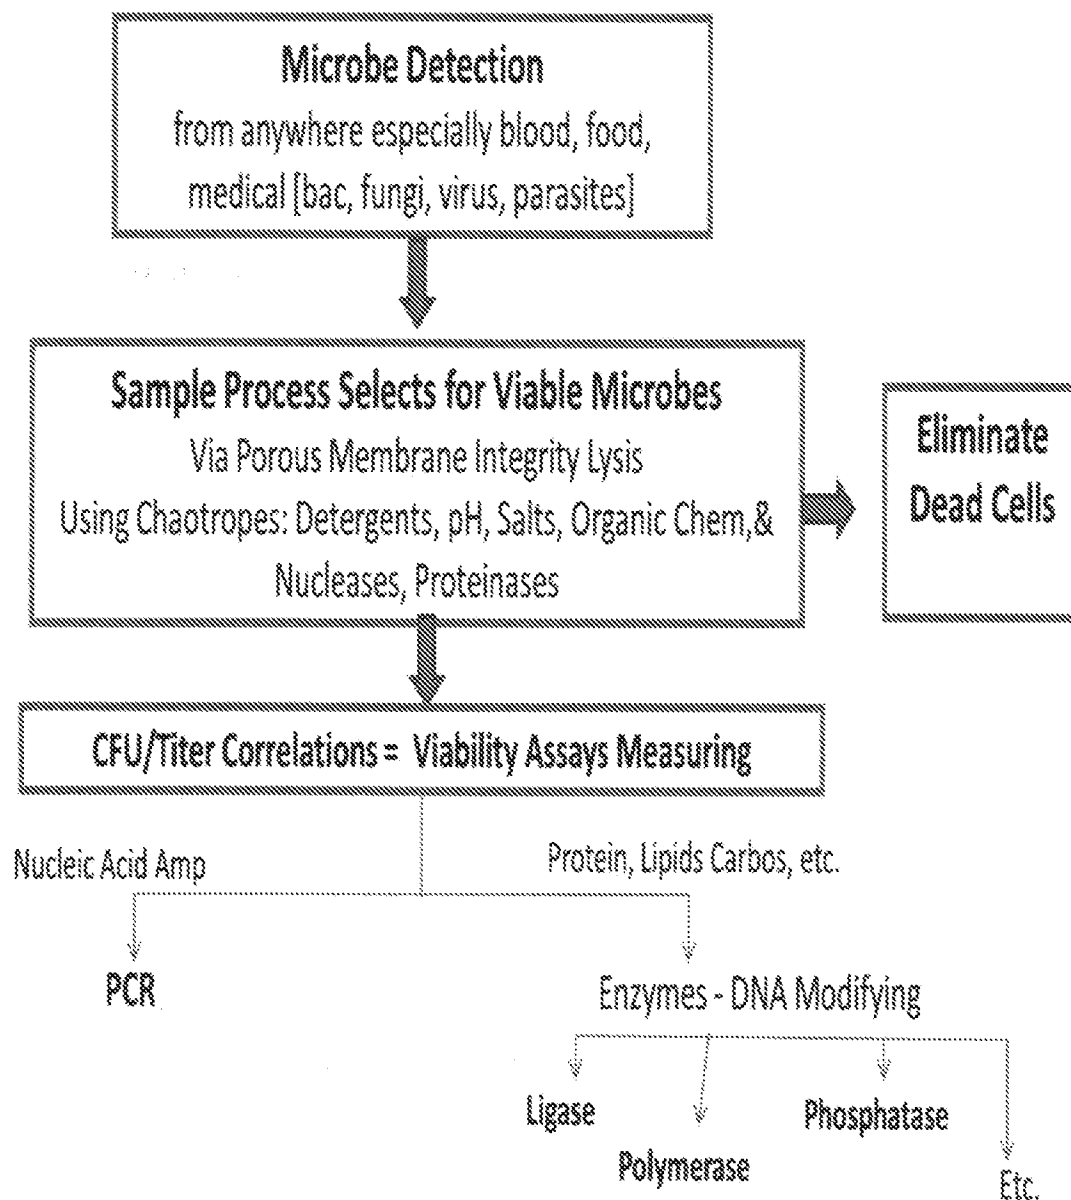 Microbe Detection
from anywhere especially blood, food,
medical [bac, fungi, virus, parasites]
Sample Process Selects for Viable Microbes
Via Porous Membrane Integrity Lysis
Using Chaotropes: Detergents, pH, Salts, Organic Chem,&
Nucleases, Proteinases
Eliminate
Dead Cells
CFU/Titer Correlations = Viability Assays Measuring
Nucleic Acid Amp
Protein, Lipids Carbos, etc.
PCR
Enzymes - DNA Modifying
Ligase
Polymerase
Phosphatase
Etc.